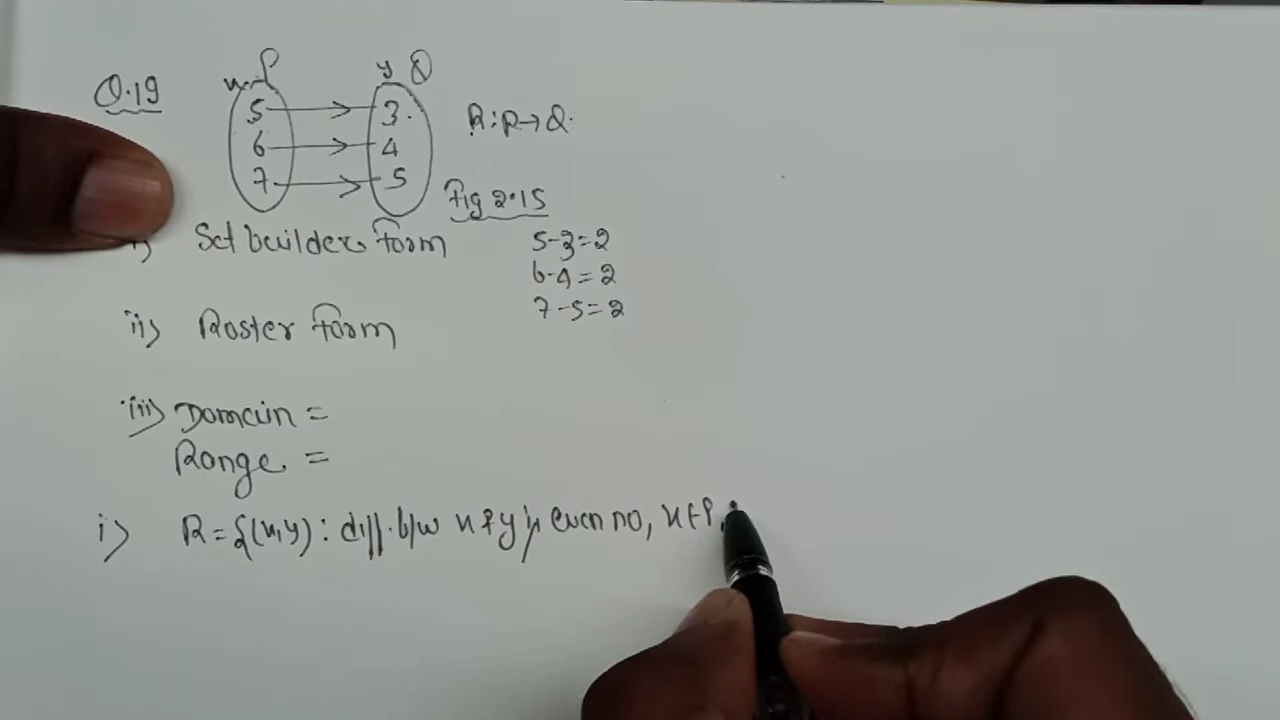 Q.19
x P y Q
5 3.
6 4
7 5
R:P→Q.
Fig 2.15
i) Set builder form
5-3=2
6-4=2
7-5=2
ii) Roster form
iii) Domain =
Range =
i) R={(x,y): diff. b/w x & y is even no, x∈P,